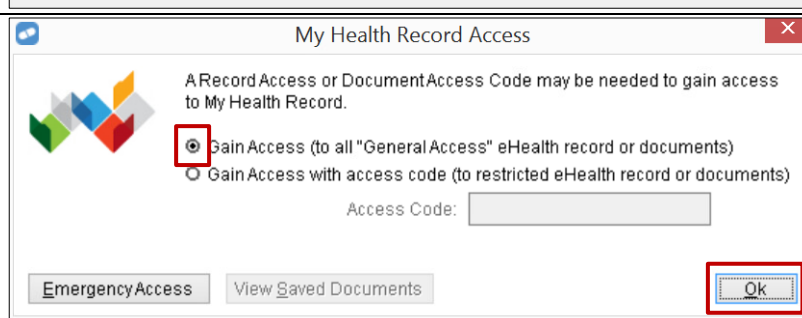 My Health Record Access
A Record Access or Document Access Code may be needed to gain access
to My Health Record.
Gain Access (to all "General Access" eHealth record or documents)
Gain Access with access code (to restricted eHealth record or documents)
Access Code:
Emergency Access View Saved Documents Ok